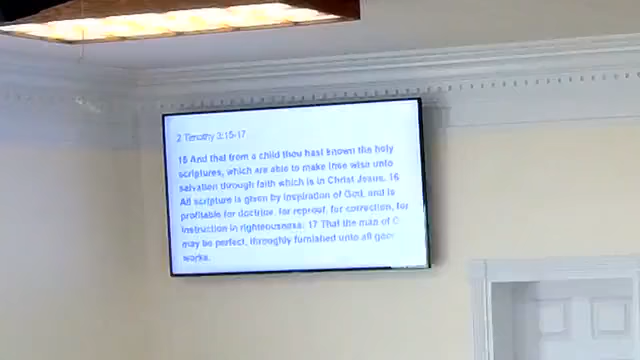 2 Timothy 3:15-17
15 And that from a child thou hast known the holy
scriptures, which are able to make thee wise unto
salvation through faith which is in Christ Jesus. 16
All scripture is given by inspiration of God, and is
profitable for doctrine, for reproof, for correction, for
instruction in righteousness: 17 That the man of G
may be perfect, throughly furnished unto all goo
works.